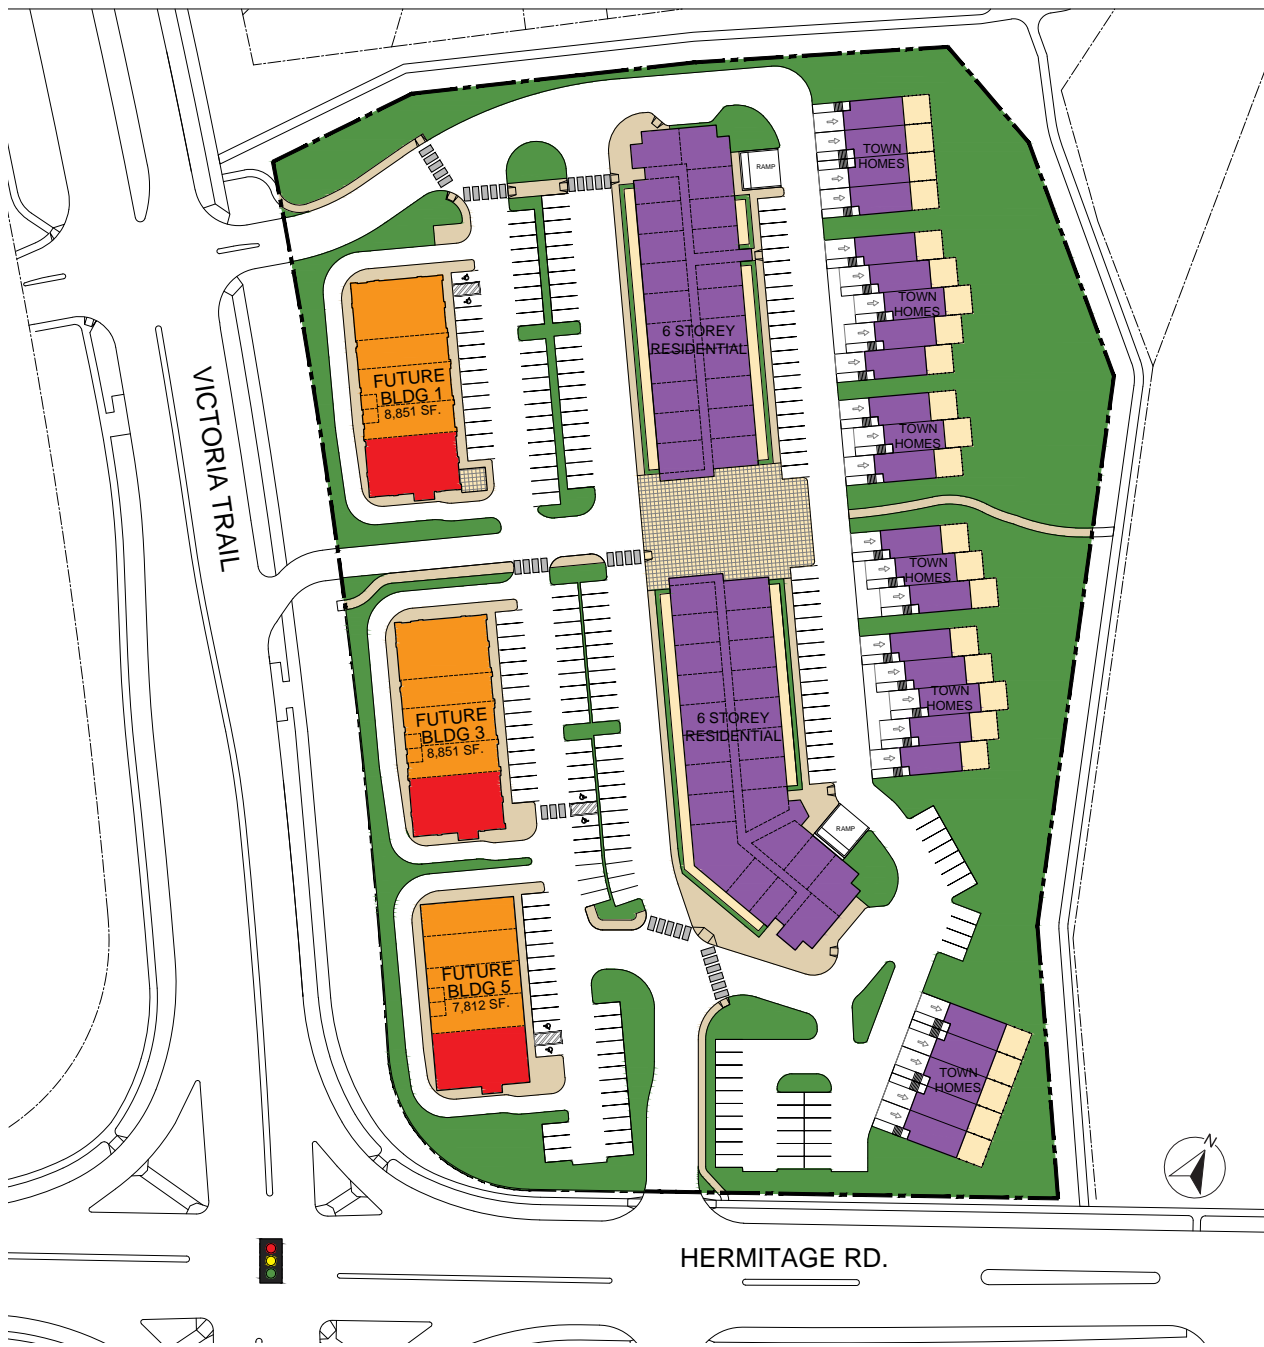 TOWN
HOMES
RAMP
TOWN
HOMES
6 STOREY
RESIDENTIAL
FUTURE
BLDG 1
8,851 SF.
VICTORIA TRAIL
TOWN
HOMES
TOWN
HOMES
TOWN
HOMES
6 STOREY
RESIDENTIAL
FUTURE
BLDG 3
8,851 SF.
RAMP
FUTURE
BLDG 5
7,812 SF.
TOWN
HOMES
N
HERMITAGE RD.